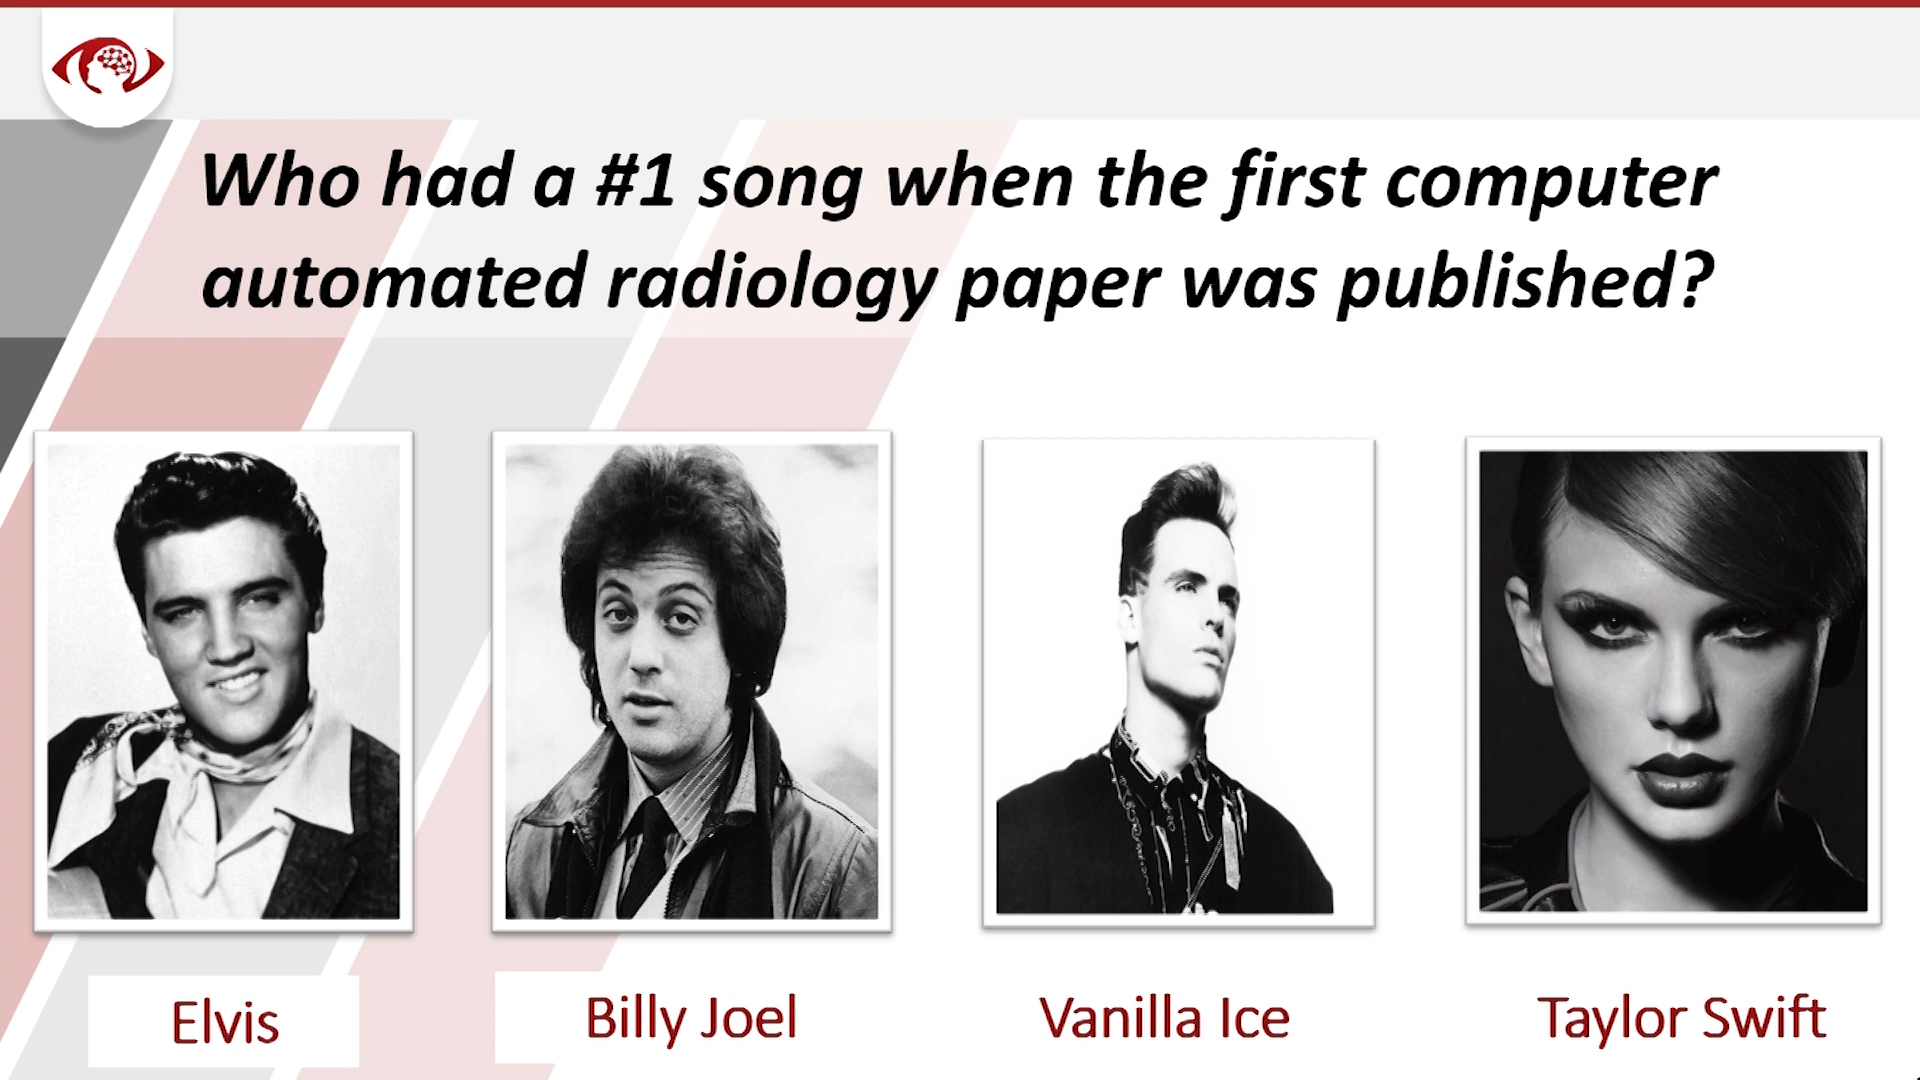 Who had a #1 song when the first computer
automated radiology paper was published?
Elvis
Billy Joel
Vanilla Ice
Taylor Swift